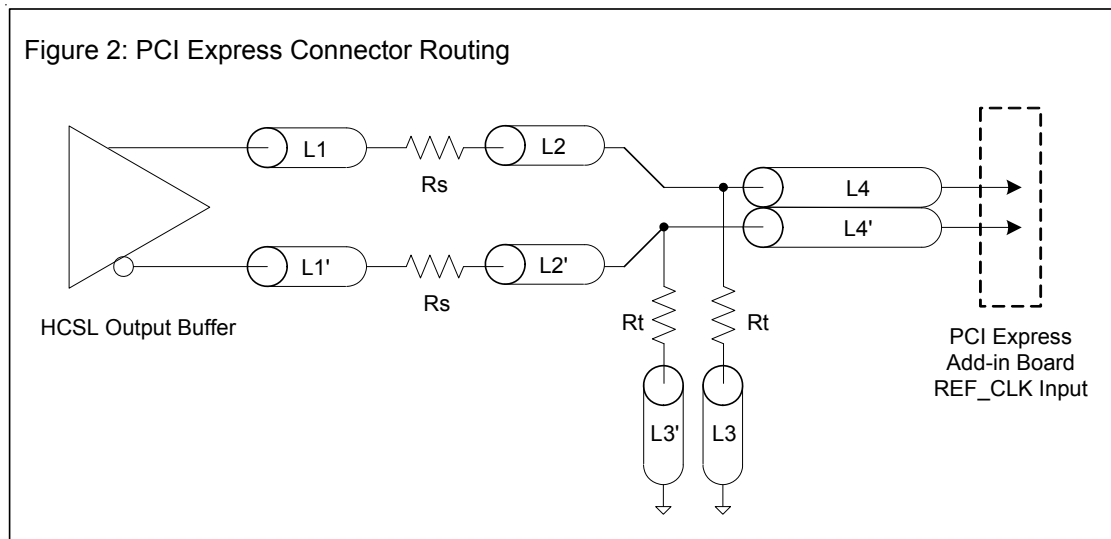 Figure 2: PCI Express Connector Routing
L1
Rs
L2
L4
L4'
L1'
Rs
L2'
HCSL Output Buffer
Rt
Rt
L3'
L3
PCI Express
Add-in Board
REF_CLK Input